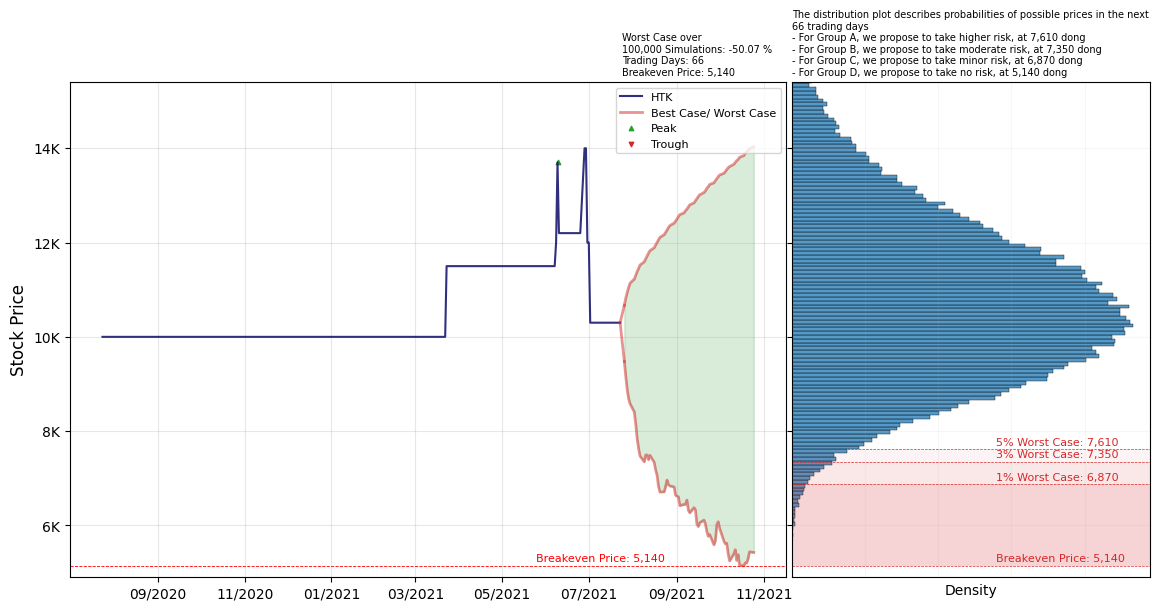 Worst Case over
100,000 Simulations: -50.07 %
Trading Days: 66
Breakeven Price: 5,140
The distribution plot describes probabilities of possible prices in the next
66 trading days
- For Group A, we propose to take higher risk, at 7,610 dong
- For Group B, we propose to take moderate risk, at 7,350 dong
- For Group C, we propose to take minor risk, at 6,870 dong
- For Group D, we propose to take no risk, at 5,140 dong
HTK
Best Case/ Worst Case
Peak
Trough
Stock Price
14K
12K
10K
8K
6K
Breakeven Price: 5,140
09/2020
11/2020
01/2021
03/2021
05/2021
07/2021
09/2021
11/2021
5% Worst Case: 7,610
3% Worst Case: 7,350
1% Worst Case: 6,870
Breakeven Price: 5,140
Density